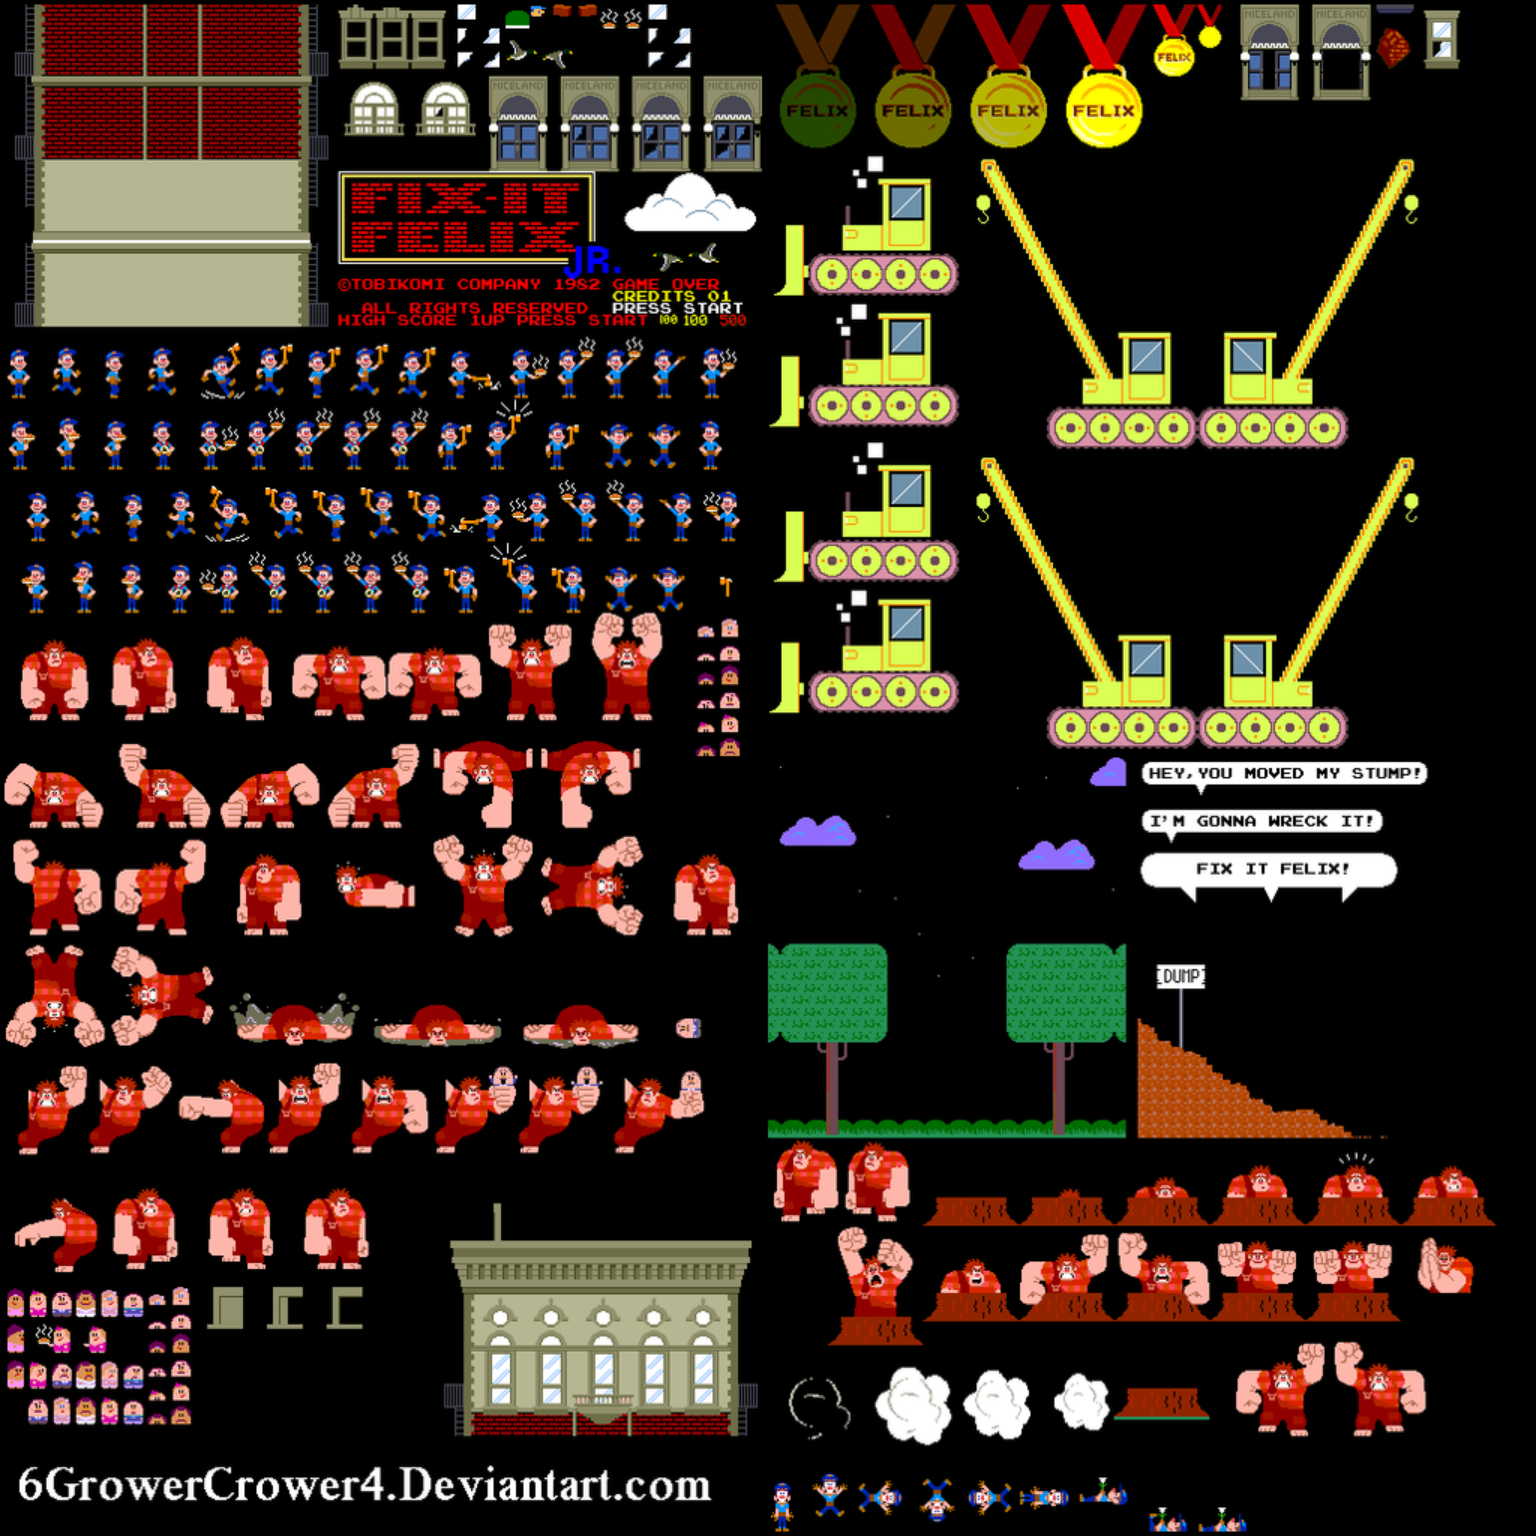 NICELAND NICELAND NICELAND NICELAND
FIX-IT
FELIX
JR.
©TOBIKOMI COMPANY 1982 GAME OVER
CREDITS 01
ALL RIGHTS RESERVED PRESS START
HIGH SCORE 1UP PRESS START 100 100 500
FELIX FELIX FELIX FELIX FELIX
NICELAND NICELAND
HEY, YOU MOVED MY STUMP!
I'M GONNA WRECK IT!
FIX IT FELIX!
DUMP
6GrowerCrower4.Deviantart.com